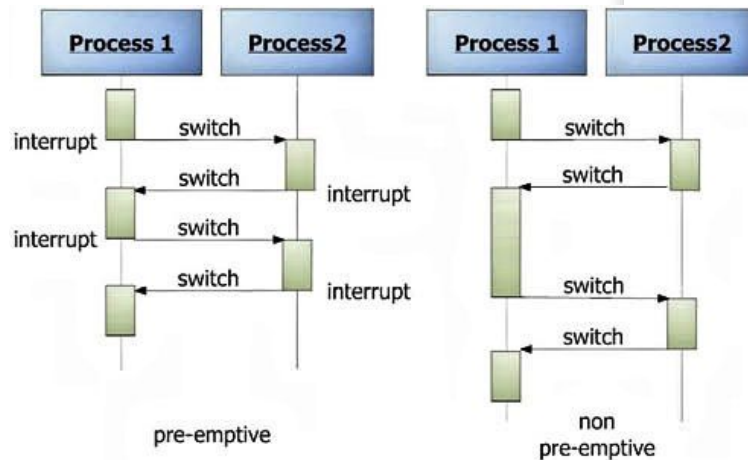 Process 1
Process2
interrupt
switch
switch
interrupt
interrupt
switch
switch
interrupt
pre-emptive
Process 1
Process2
switch
switch
switch
switch
non
pre-emptive